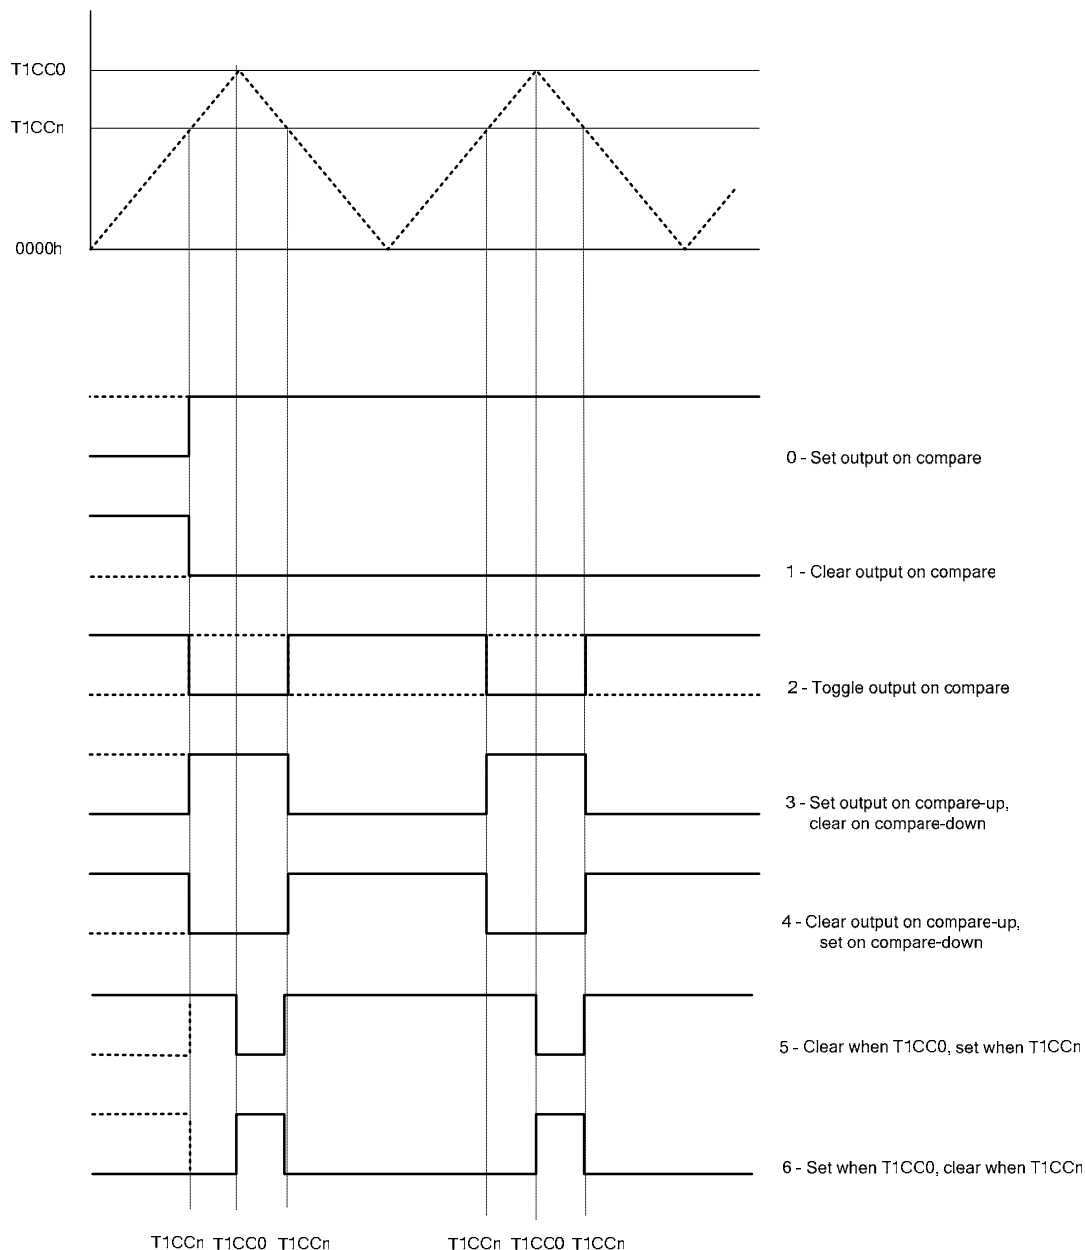 T1CC0
T1CCn
0000h
0 - Set output on compare
1 - Clear output on compare
2 - Toggle output on compare
3 - Set output on compare-up,
clear on compare-down
4 - Clear output on compare-up,
set on compare-down
5 - Clear when T1CC0, set when T1CCn
6 - Set when T1CC0, clear when T1CCn
T1CCn T1CC0 T1CCn T1CCn T1CC0 T1CCn